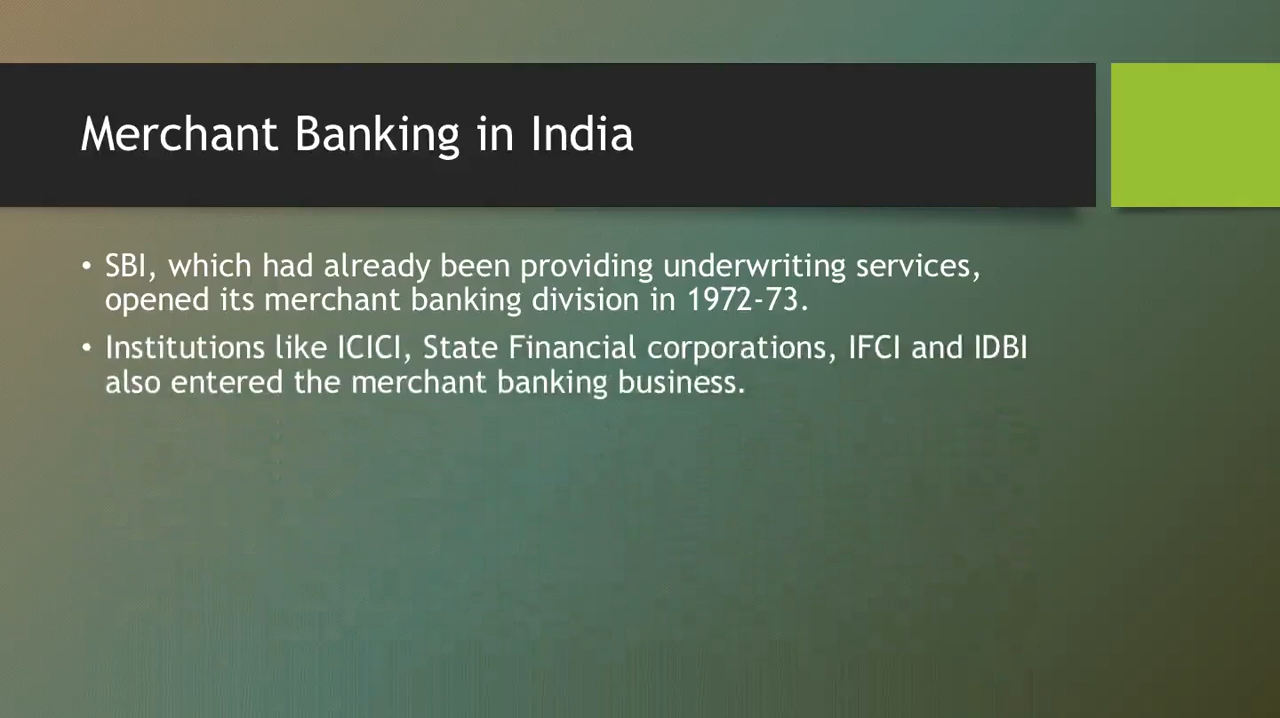 Merchant Banking in India
• SBI, which had already been providing underwriting services,
opened its merchant banking division in 1972-73.
• Institutions like ICICI, State Financial corporations, IFCI and IDBI
also entered the merchant banking business.